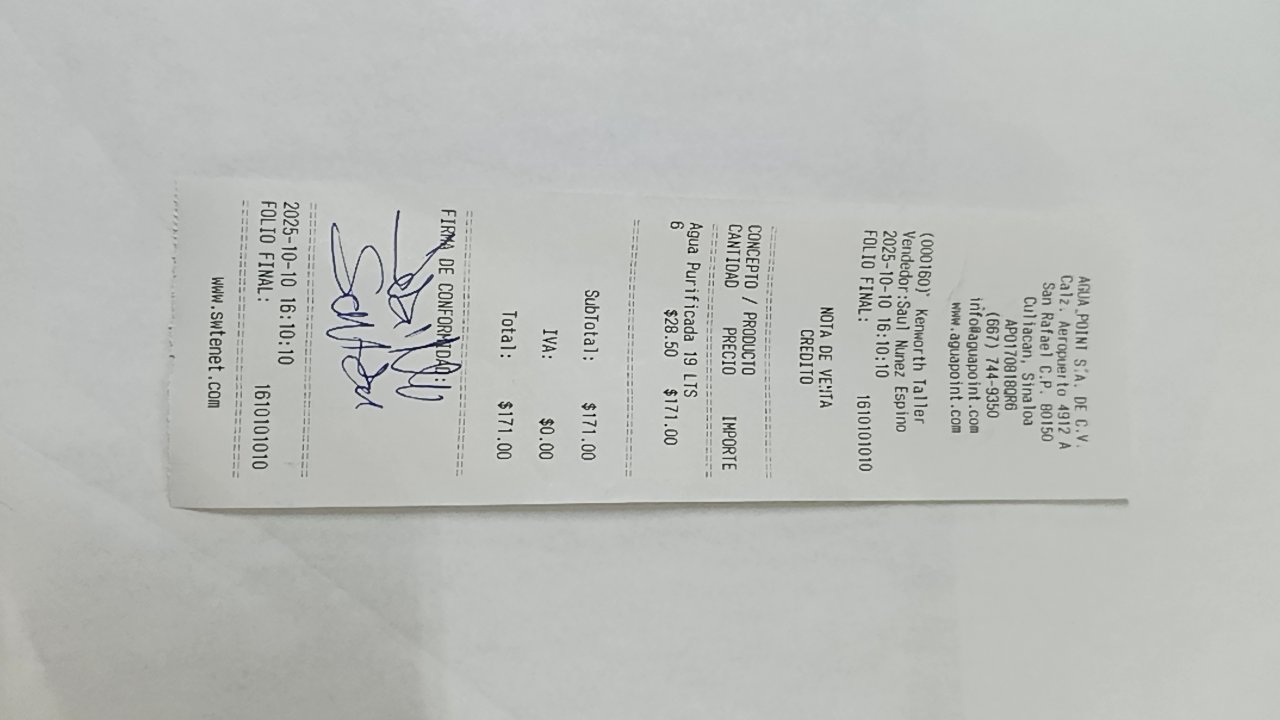 AGUA POINT S.A. DE C.V.
Calz. Aeropuerto 4912 A
San Rafael C.P. 80150
Culiacan, Sinaloa
APO170818QR6
(667) 744-9350
info@aguapoint.com
www.aguapoint.com
(000160)* Kenworth Taller
Vendedor:Saul Nunez Espino
2025-10-10 16:10:10
FOLIO FINAL: 1610101010
NOTA DE VENTA
CREDITO
CONCEPTO / PRODUCTO
CANTIDAD PRECIO IMPORTE
Agua Purificada 19 LTS
6 $28.50 $171.00
SubTotal: $171.00
IVA: $0.00
Total: $171.00
FIRMA DE CONFORMIDAD:
2025-10-10 16:10:10
FOLIO FINAL: 1610101010
www.swtenet.com